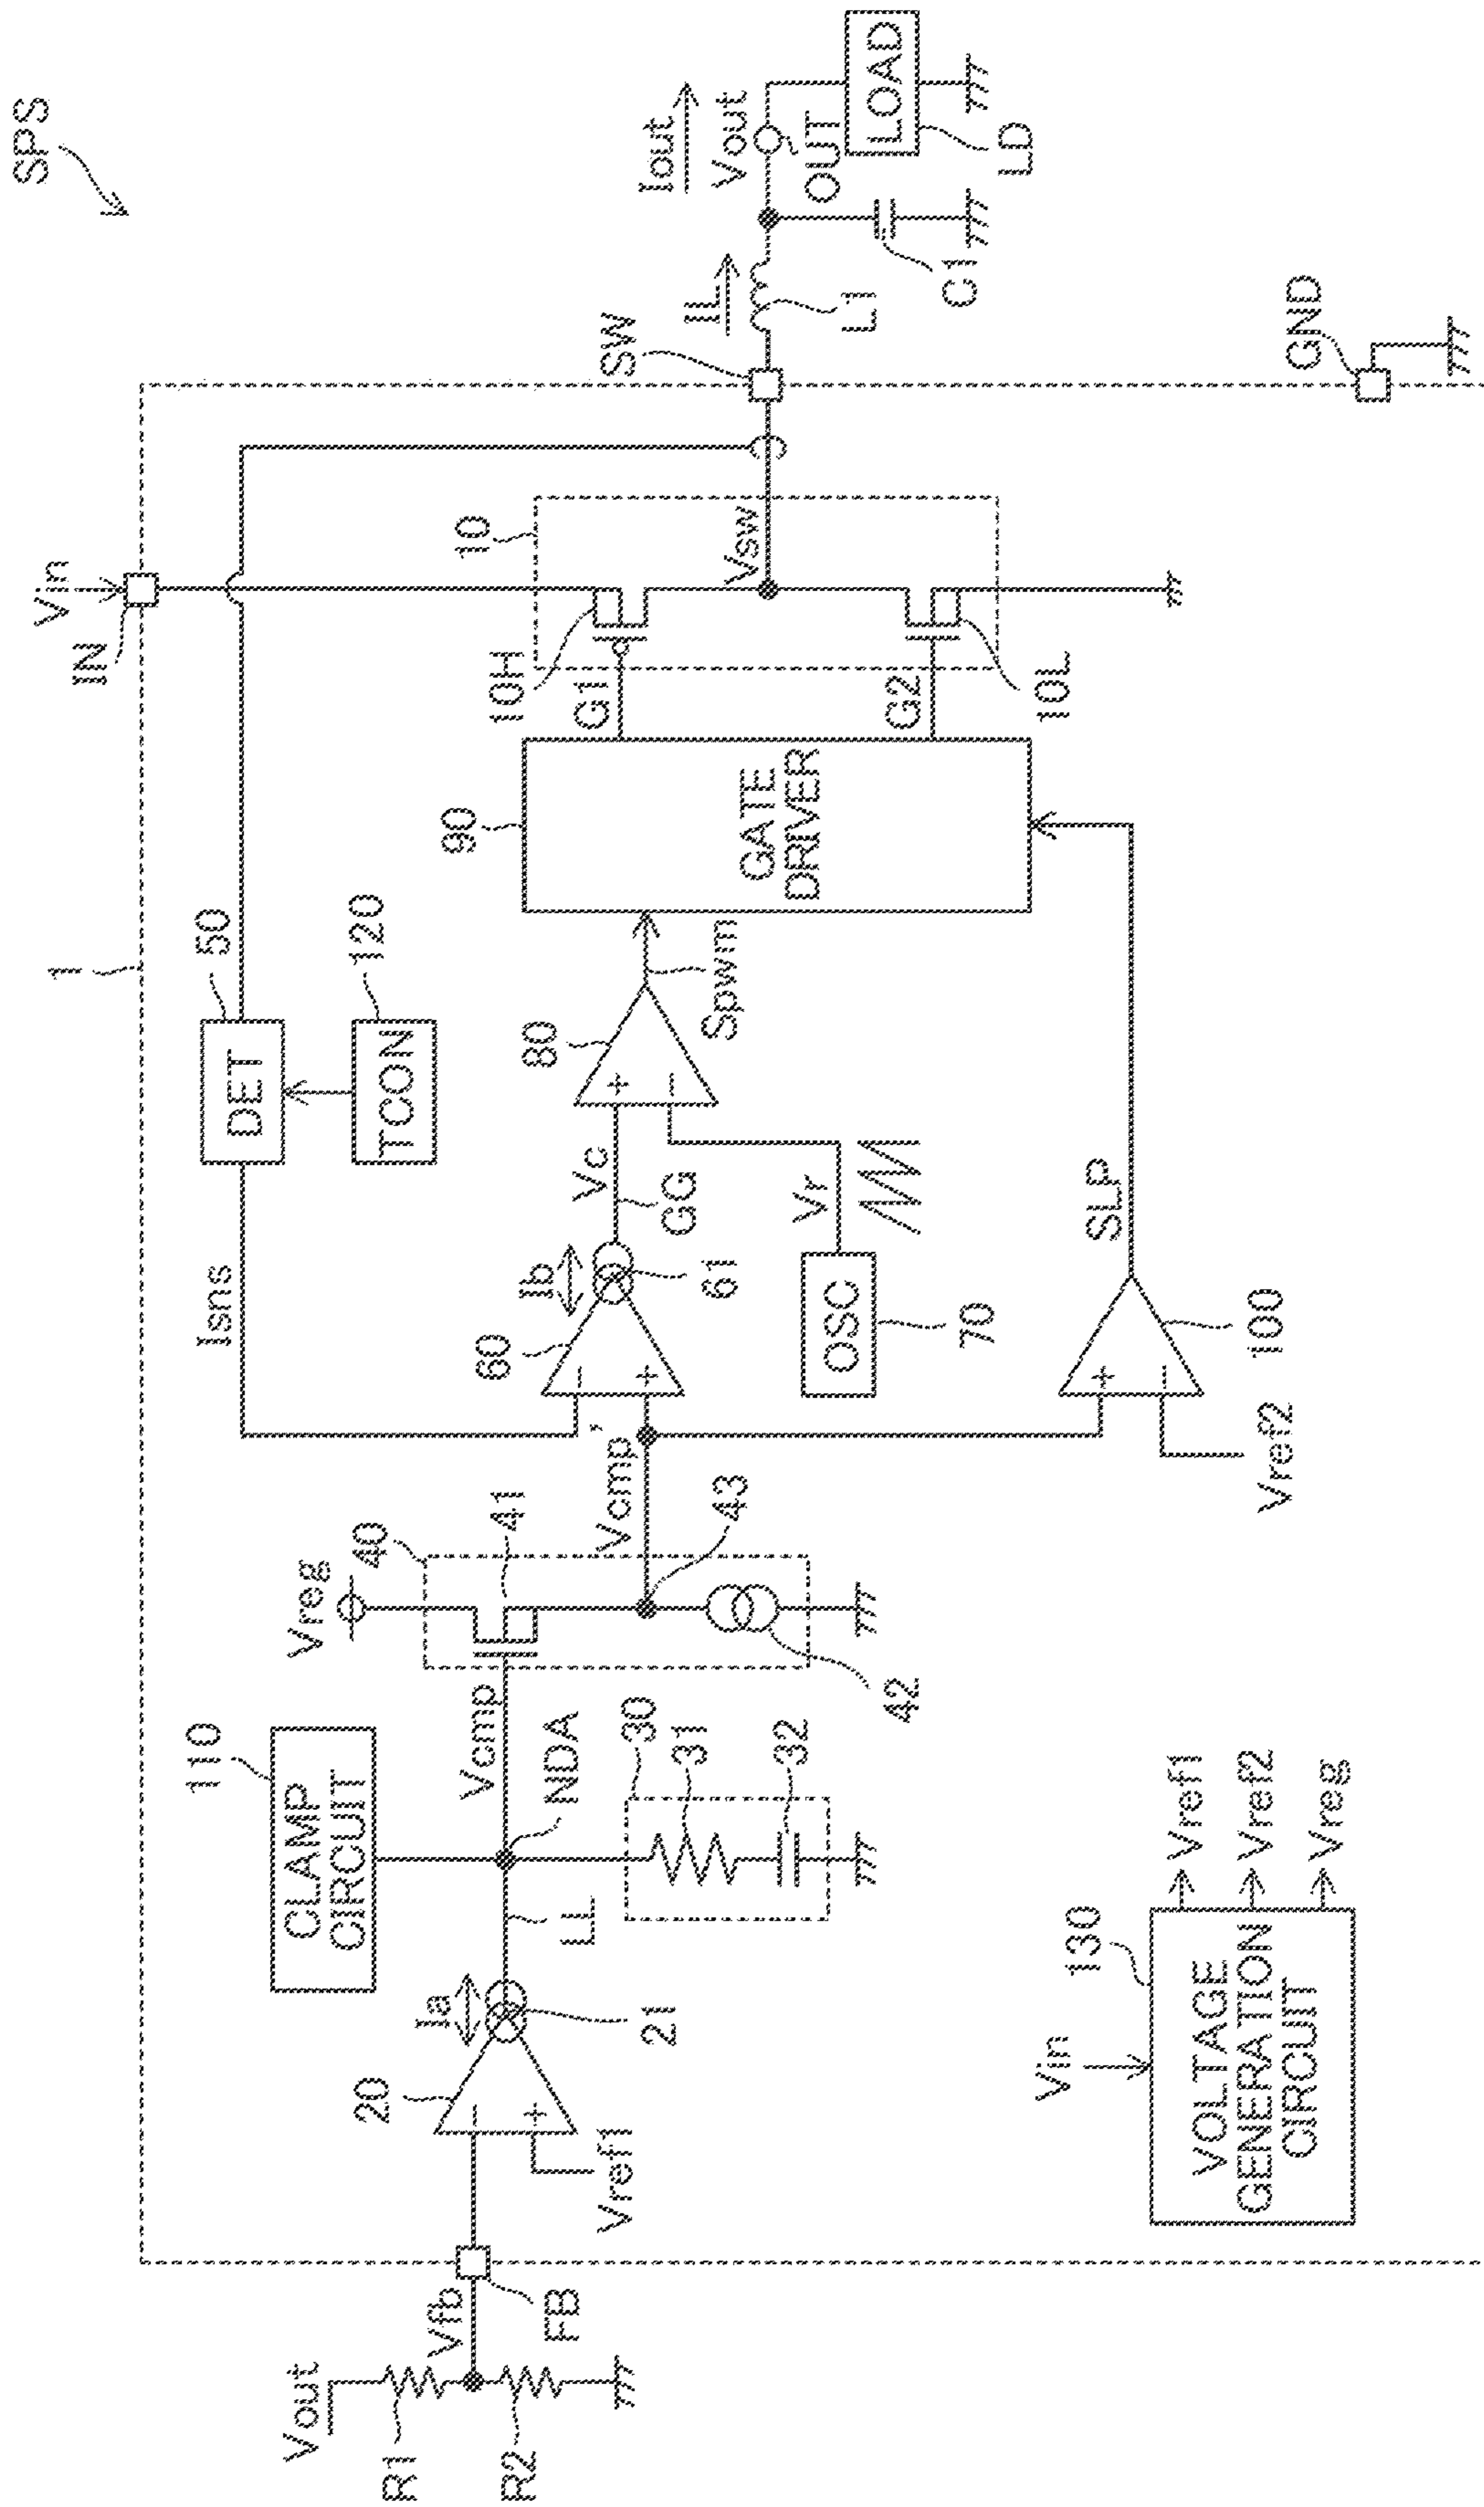 SPS
Vin
IN
1
50
DET
120
TCON
Isns
10
10H
G1
G2
10L
Vsw
SW
IL
L1
Iout
Vout
OUT
C1
LOAD
LD
GND
90
GATE
DRIVER
80
Spwm
Vc
GG
Ib
60
61
Vr
OSC
70
SLP
100
Vref2
Vcmp'
43
Vreg
40
41
42
110
CLAMP
CIRCUIT
Vcmp
NDA
30
31
32
LL
Ia
20
21
Vref1
Vout
R1
R2
Vfb
FB
Vin
130
VOLTAGE
GENERATION
CIRCUIT
Vref1
Vref2
Vreg